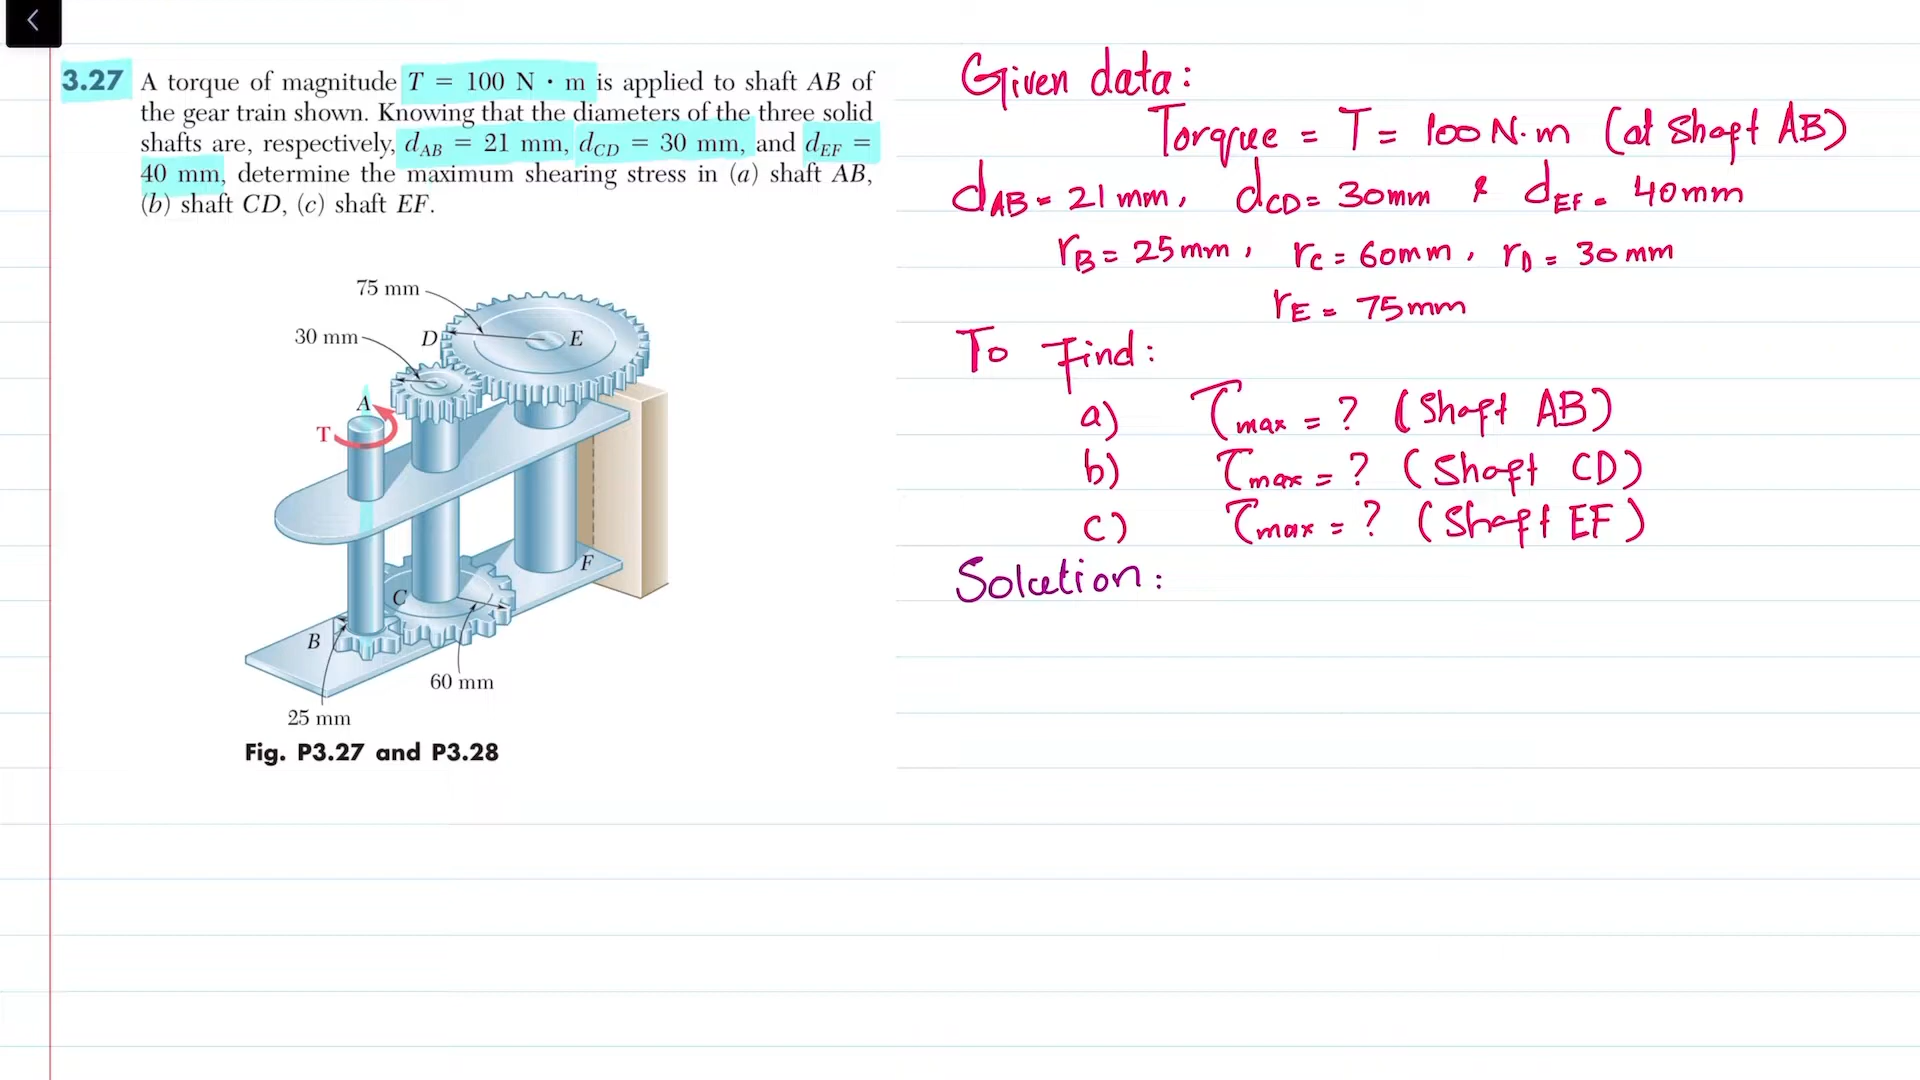 3.27 A torque of magnitude T = 100 N · m is applied to shaft AB of
the gear train shown. Knowing that the diameters of the three solid
shafts are, respectively, dAB = 21 mm, dCD = 30 mm, and dEF =
40 mm, determine the maximum shearing stress in (a) shaft AB,
(b) shaft CD, (c) shaft EF.
75 mm
30 mm
D
E
A
T
F
C
B
60 mm
25 mm
Fig. P3.27 and P3.28
Given data:
Torque = T = 100 N·m (at shaft AB)
dAB = 21 mm, dCD = 30mm & dEF = 40mm
rB = 25mm, rC = 60mm, rD = 30mm
rE = 75mm
To Find:
a) τmax = ? (Shaft AB)
b) τmax = ? (Shaft CD)
c) τmax = ? (Shaft EF)
Solution: